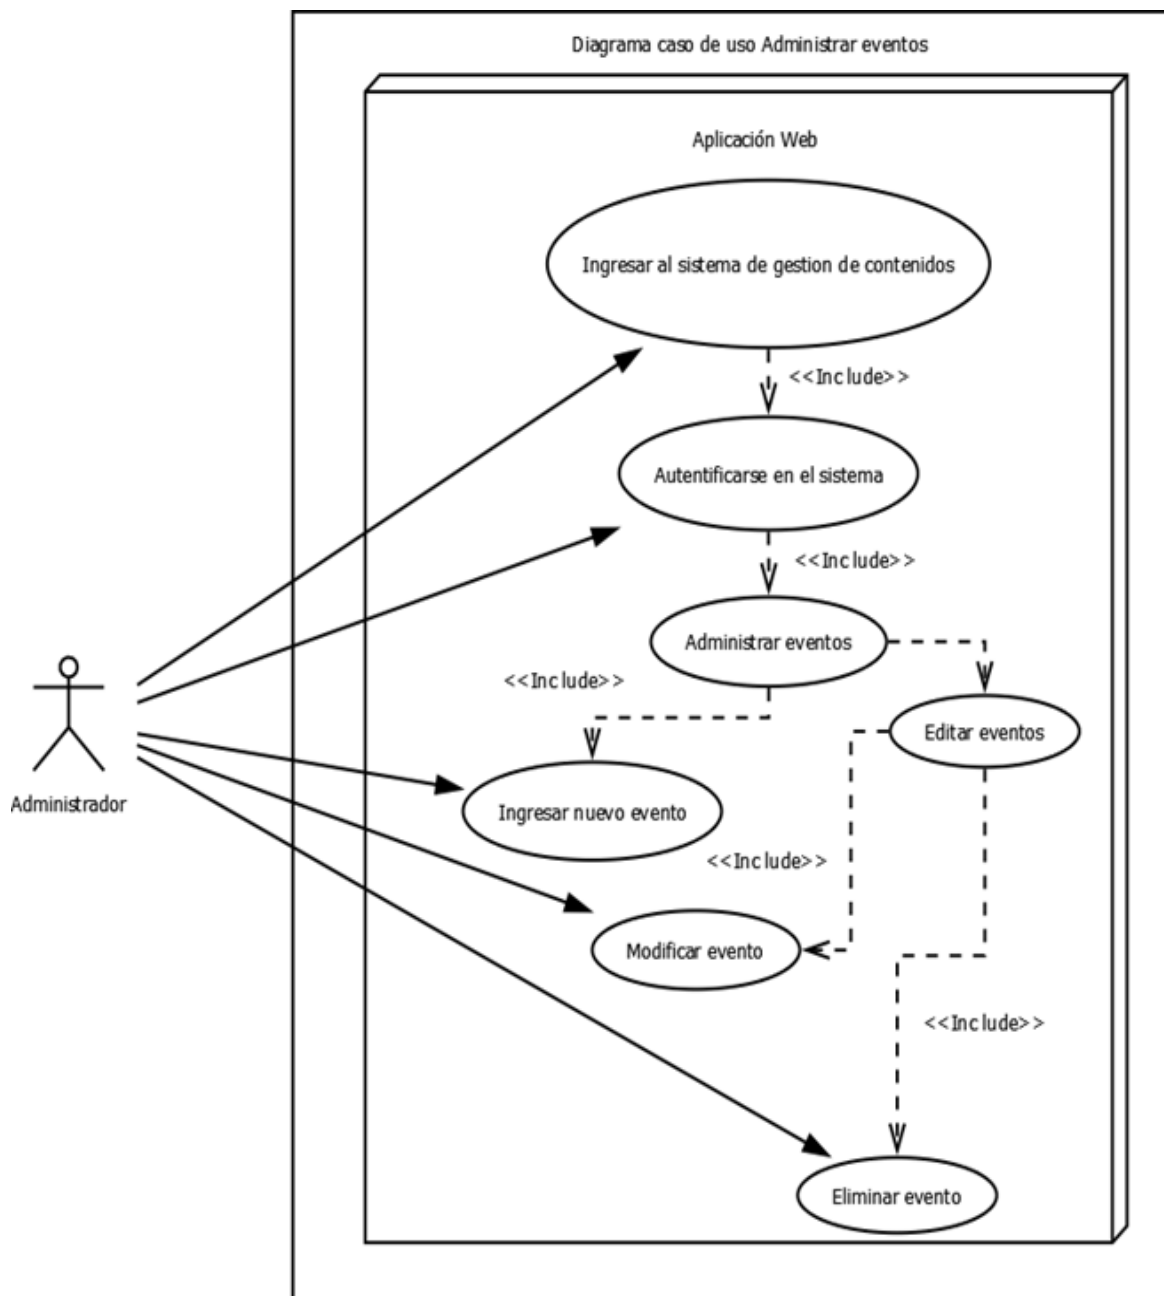 Diagrama caso de uso Administrar eventos
Aplicación Web
Ingresar al sistema de gestion de contenidos
<<Include>>
Autentificarse en el sistema
<<Include>>
Administrar eventos
<<Include>>
Editar eventos
Administrador
Ingresar nuevo evento
<<Include>>
Modificar evento
<<Include>>
Eliminar evento